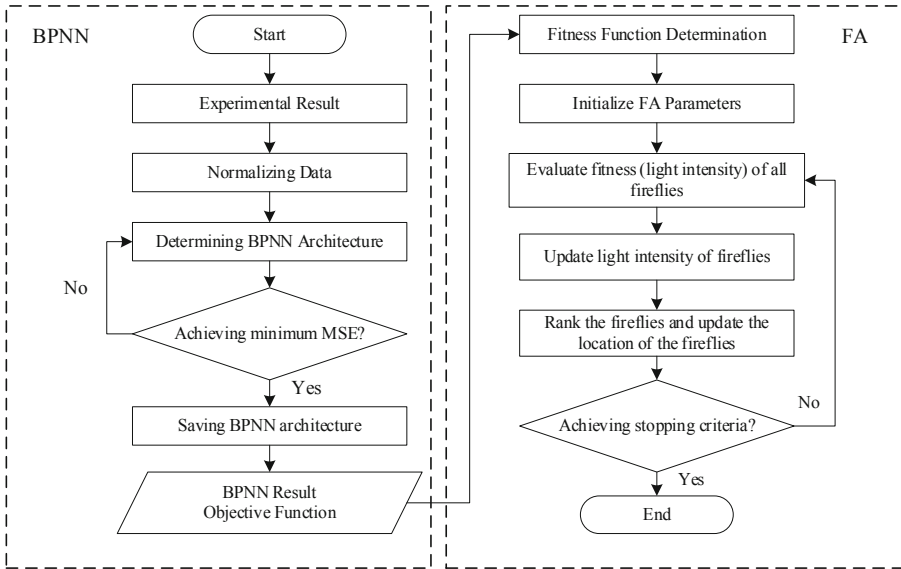 BPNN
Start
Experimental Result
Normalizing Data
Determining BPNN Architecture
No
Achieving minimum MSE?
Yes
Saving BPNN architecture
BPNN Result
Objective Function
FA
Fitness Function Determination
Initialize FA Parameters
Evaluate fitness (light intensity) of all
fireflies
Update light intensity of fireflies
Rank the fireflies and update the
location of the fireflies
Achieving stopping criteria?
No
Yes
End